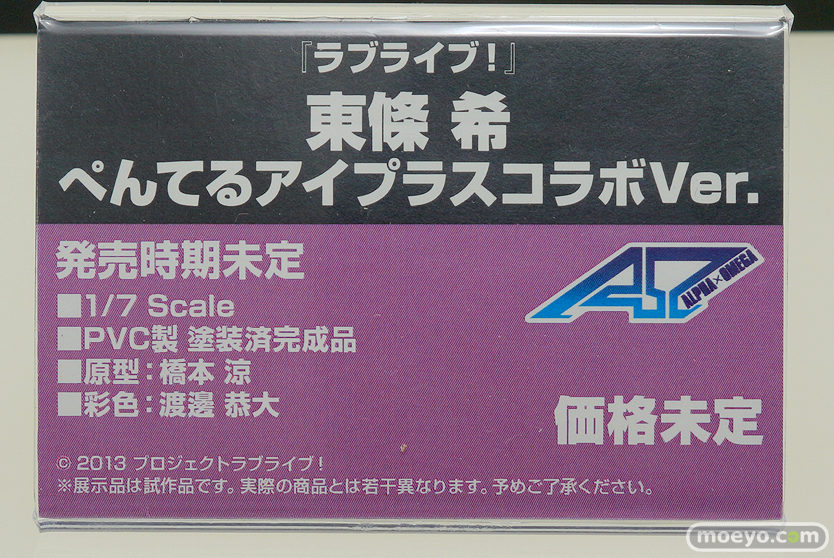 『ラブライブ！』
東條 希
ぺんてるアイプラスコラボVer.
発売時期未定
■1/7 Scale
■PVC製 塗装済完成品
■原型：橋本 涼
■彩色：渡邊 恭大
ALPHA×OMEGA
価格未定
© 2013 プロジェクトラブライブ！
※展示品は試作品です。実際の商品とは若干異なります。予めご了承ください。
moeyo.com